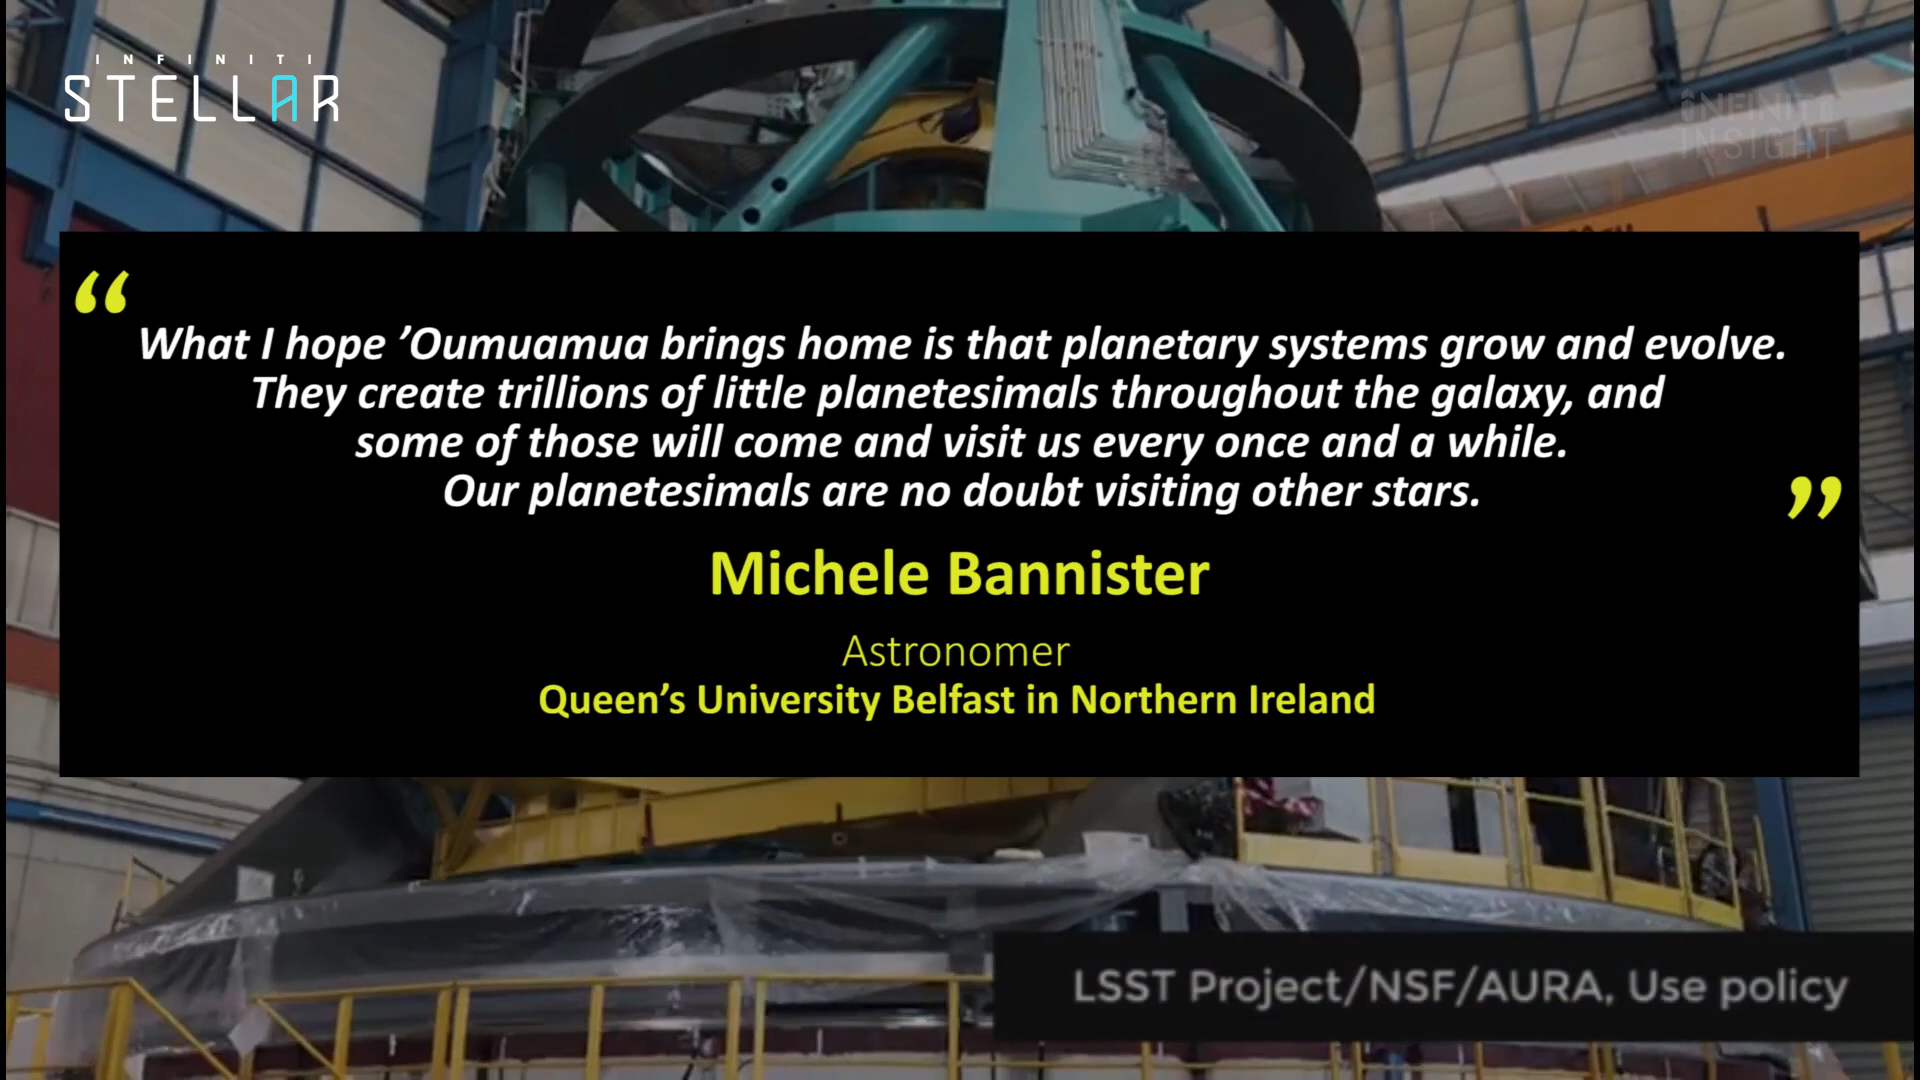 INFINITI
STELLAR
INFINITI
INSIGHT
“
What I hope ’Oumuamua brings home is that planetary systems grow and evolve.
They create trillions of little planetesimals throughout the galaxy, and
some of those will come and visit us every once and a while.
Our planetesimals are no doubt visiting other stars.
”
Michele Bannister
Astronomer
Queen’s University Belfast in Northern Ireland
LSST Project/NSF/AURA, Use policy